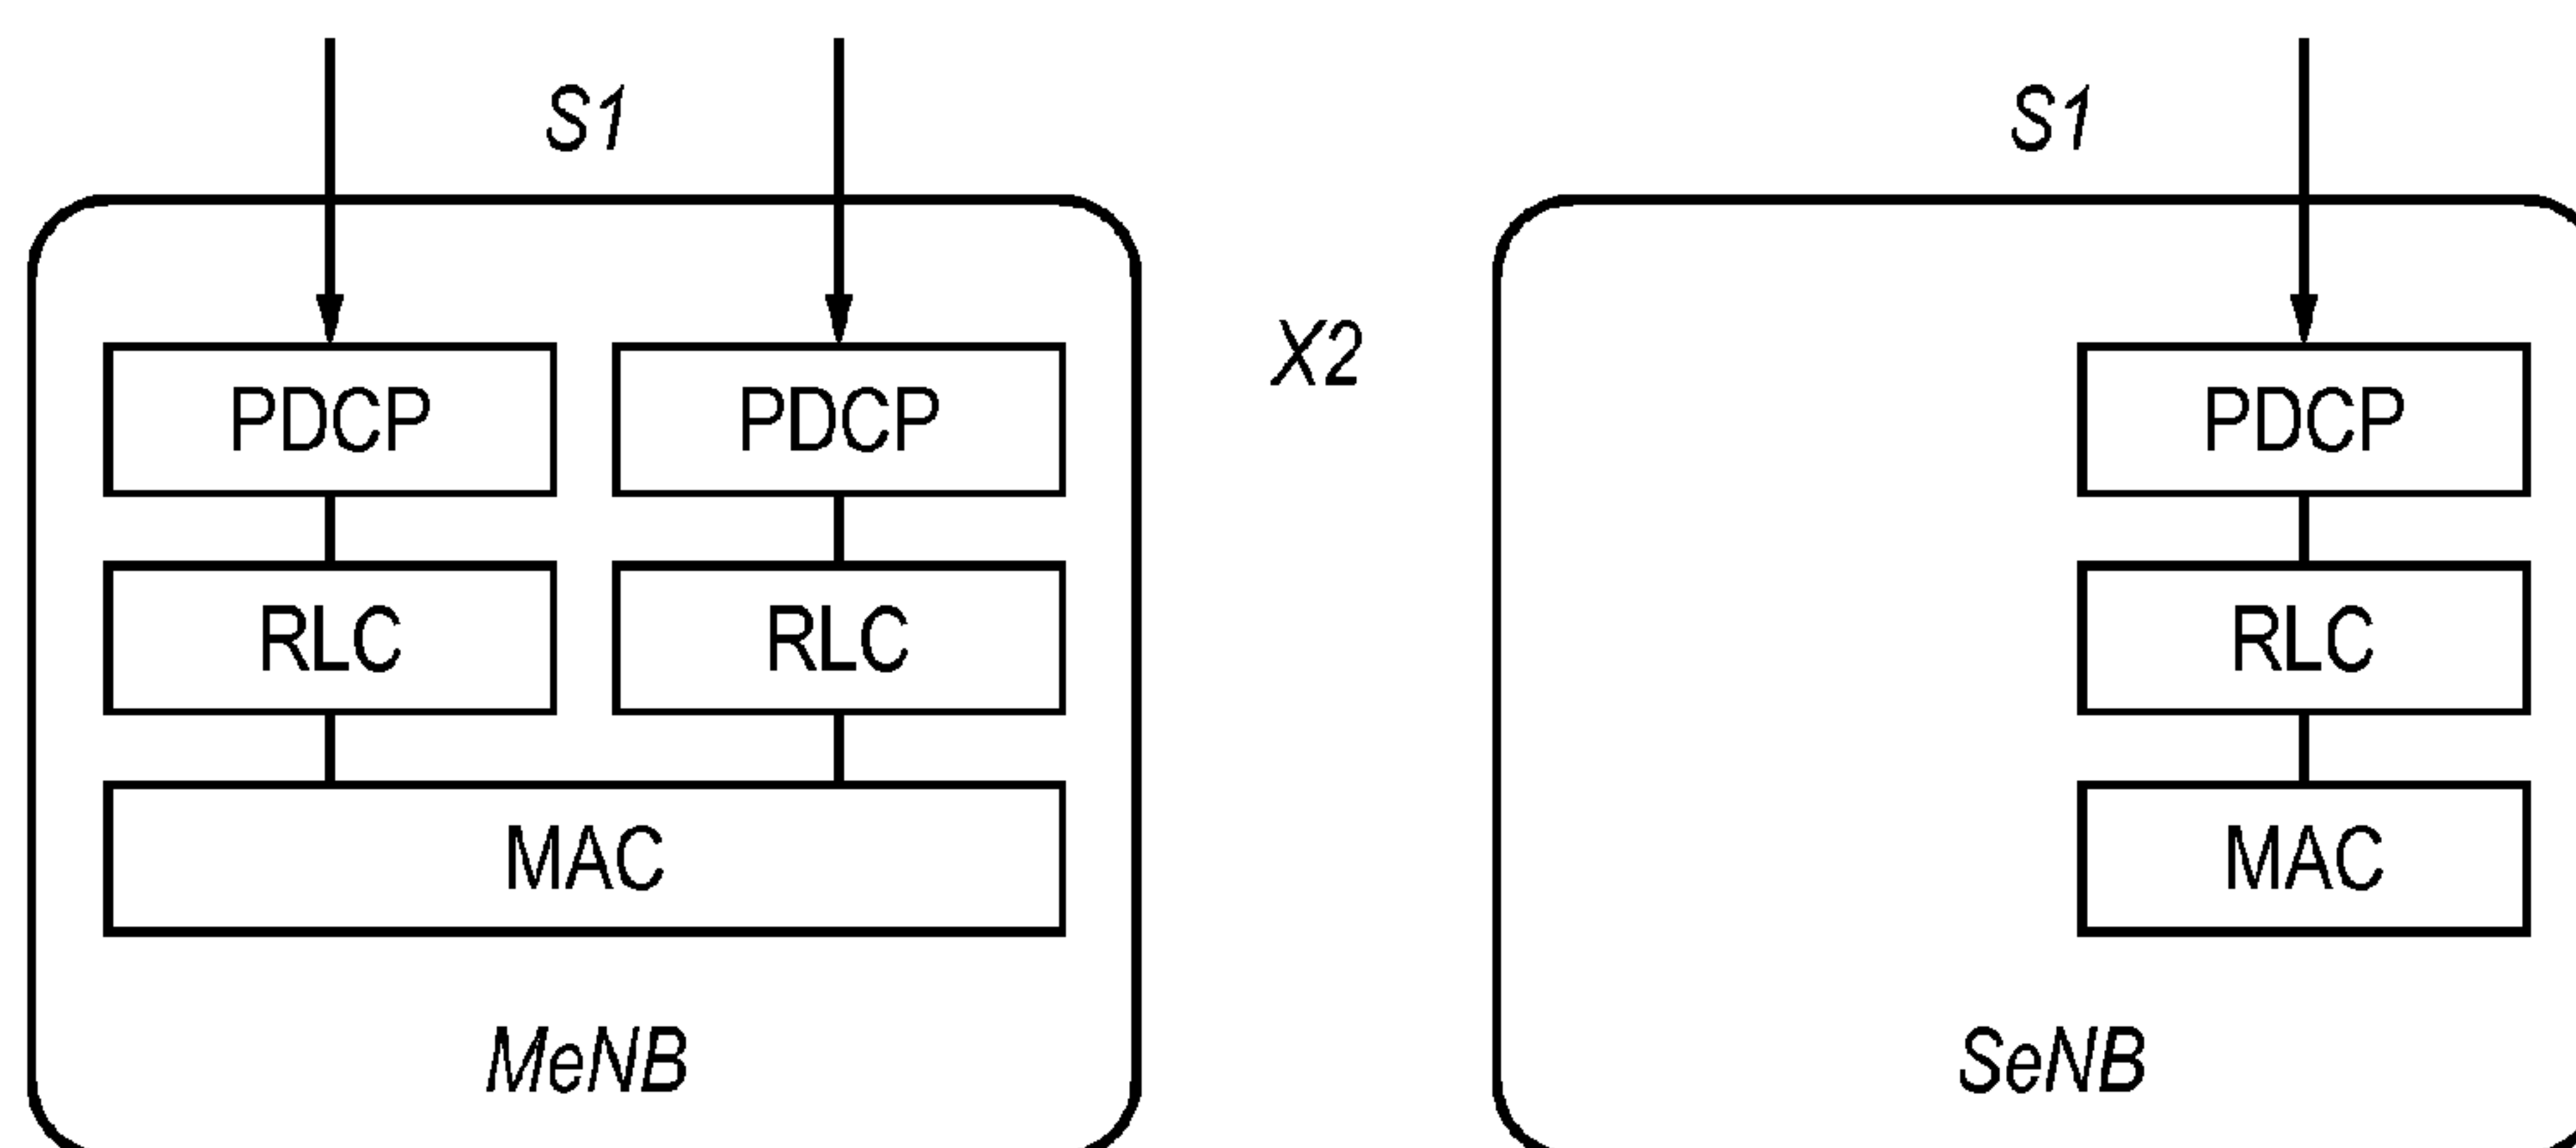 S1
S1
X2
PDCP
PDCP
PDCP
RLC
RLC
RLC
MAC
MAC
MeNB
SeNB